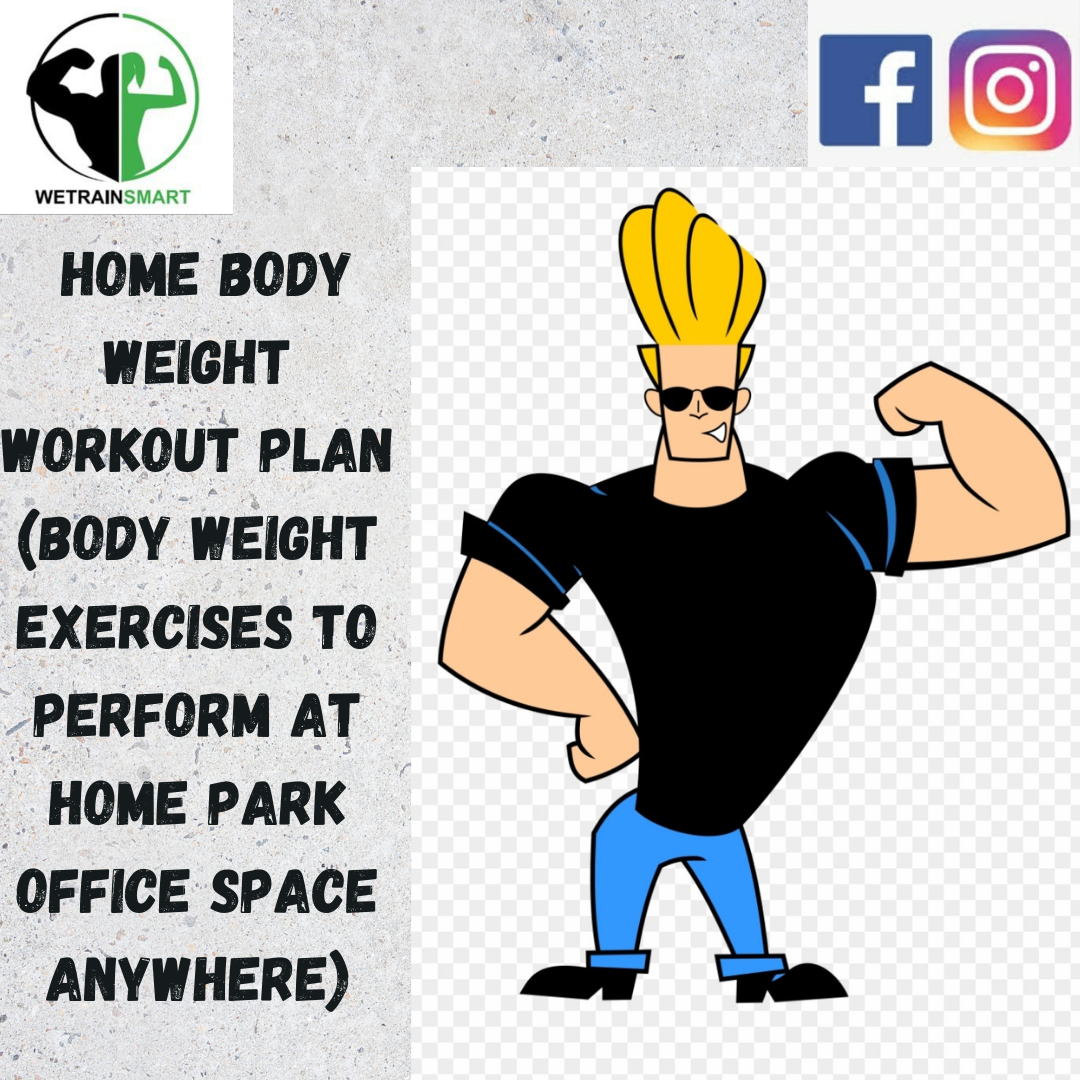 WETRAINSMART
f
HOME BODY
WEIGHT
WORKOUT PLAN
(BODY WEIGHT
EXERCISES TO
PERFORM AT
HOME PARK
OFFICE SPACE
ANYWHERE)